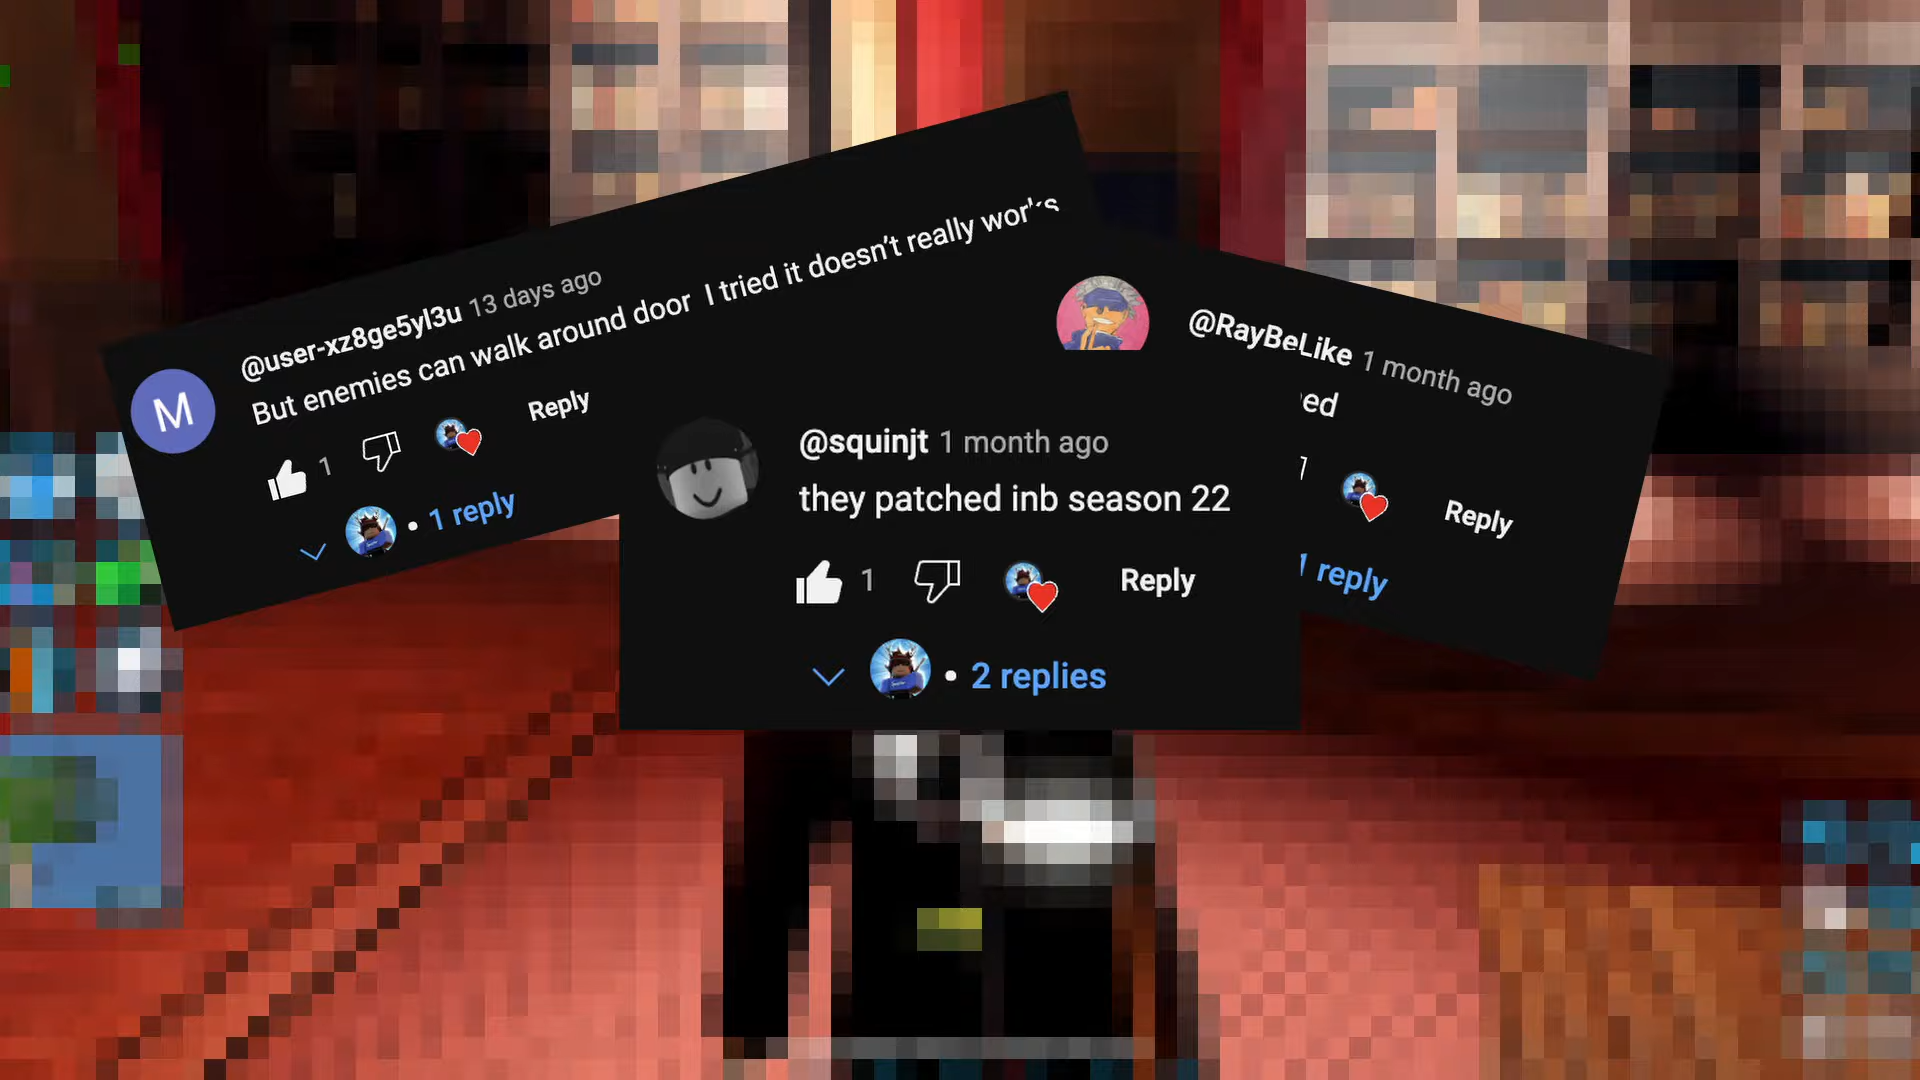 @user-xz8ge5yl3u 13 days ago
But enemies can walk around door I tried it doesn't really works
1
Reply
1 reply
M
@squinjt 1 month ago
they patched inb season 22
1
Reply
2 replies
@RayBeLike 1 month ago
ed
Reply
1 reply